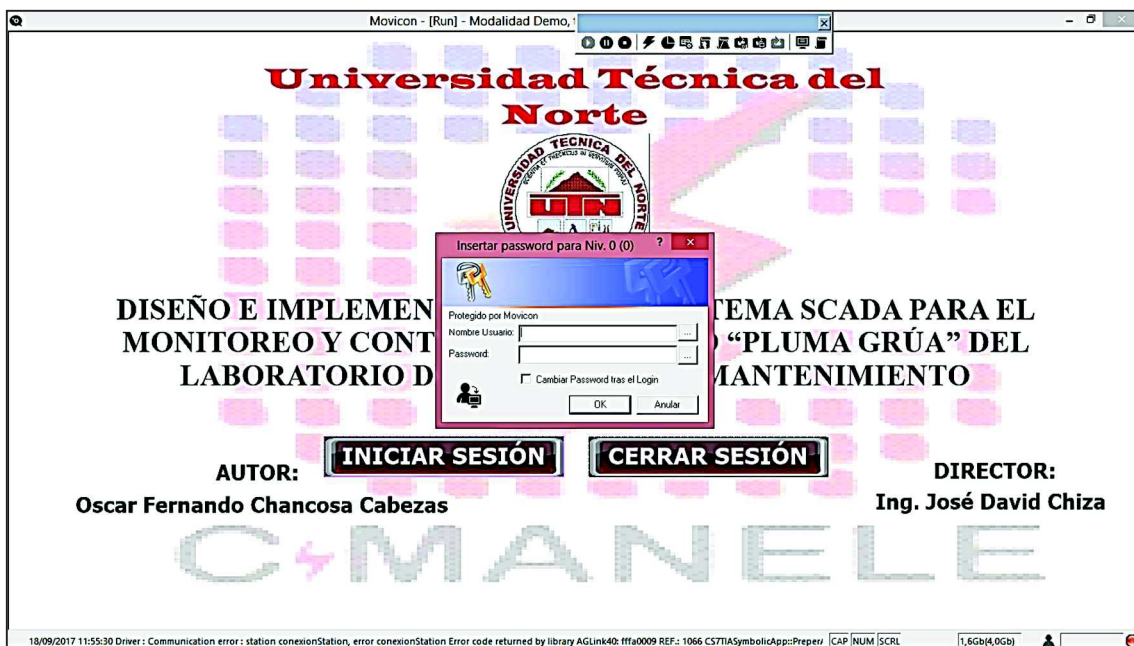 Movicon - [Run] - Modalidad Demo,
Universidad Técnica del
Norte
UNIVERSIDAD TECNICA DEL NORTE
UTN
Insertar password para Niv. 0 (0)
Protegido por Movicon
Nombre Usuario:
Password:
Cambiar Password tras el Login
OK
Anular
DISEÑO E IMPLEMEN TEMA SCADA PARA EL
MONITOREO Y CONT “PLUMA GRÚA” DEL
LABORATORIO D MANTENIMIENTO
INICIAR SESIÓN
CERRAR SESIÓN
AUTOR:
Oscar Fernando Chancosa Cabezas
DIRECTOR:
Ing. José David Chiza
C MANELE
18/09/2017 11:55:30 Driver : Communication error : station conexionStation, error conexionStation Error code returned by library AGLink40: fffa0009 REF.: 1066 CS7TIASymbolicApp::Preper
CAP NUM SCRL
1,6Gb(4,0Gb)